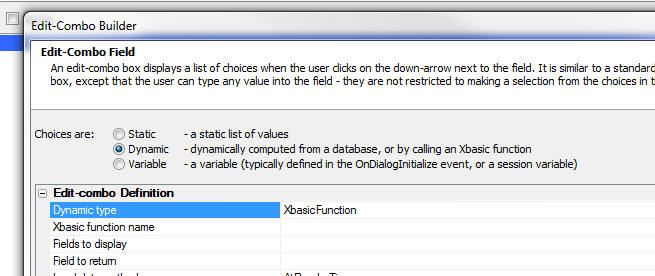 Edit-Combo Builder
Edit-Combo Field
An edit-combo box displays a list of choices when the user clicks on the down-arrow next to the field. It is similar to a standard
box, except that the user can type any value into the field - they are not restricted to making a selection from the choices in t
Choices are: Static - a static list of values
Dynamic - dynamically computed from a database, or by calling an Xbasic function
Variable - a variable (typically defined in the OnDialogInitialize event, or a session variable)
Edit-combo Definition
Dynamic type XbasicFunction
Xbasic function name
Fields to display
Field to return